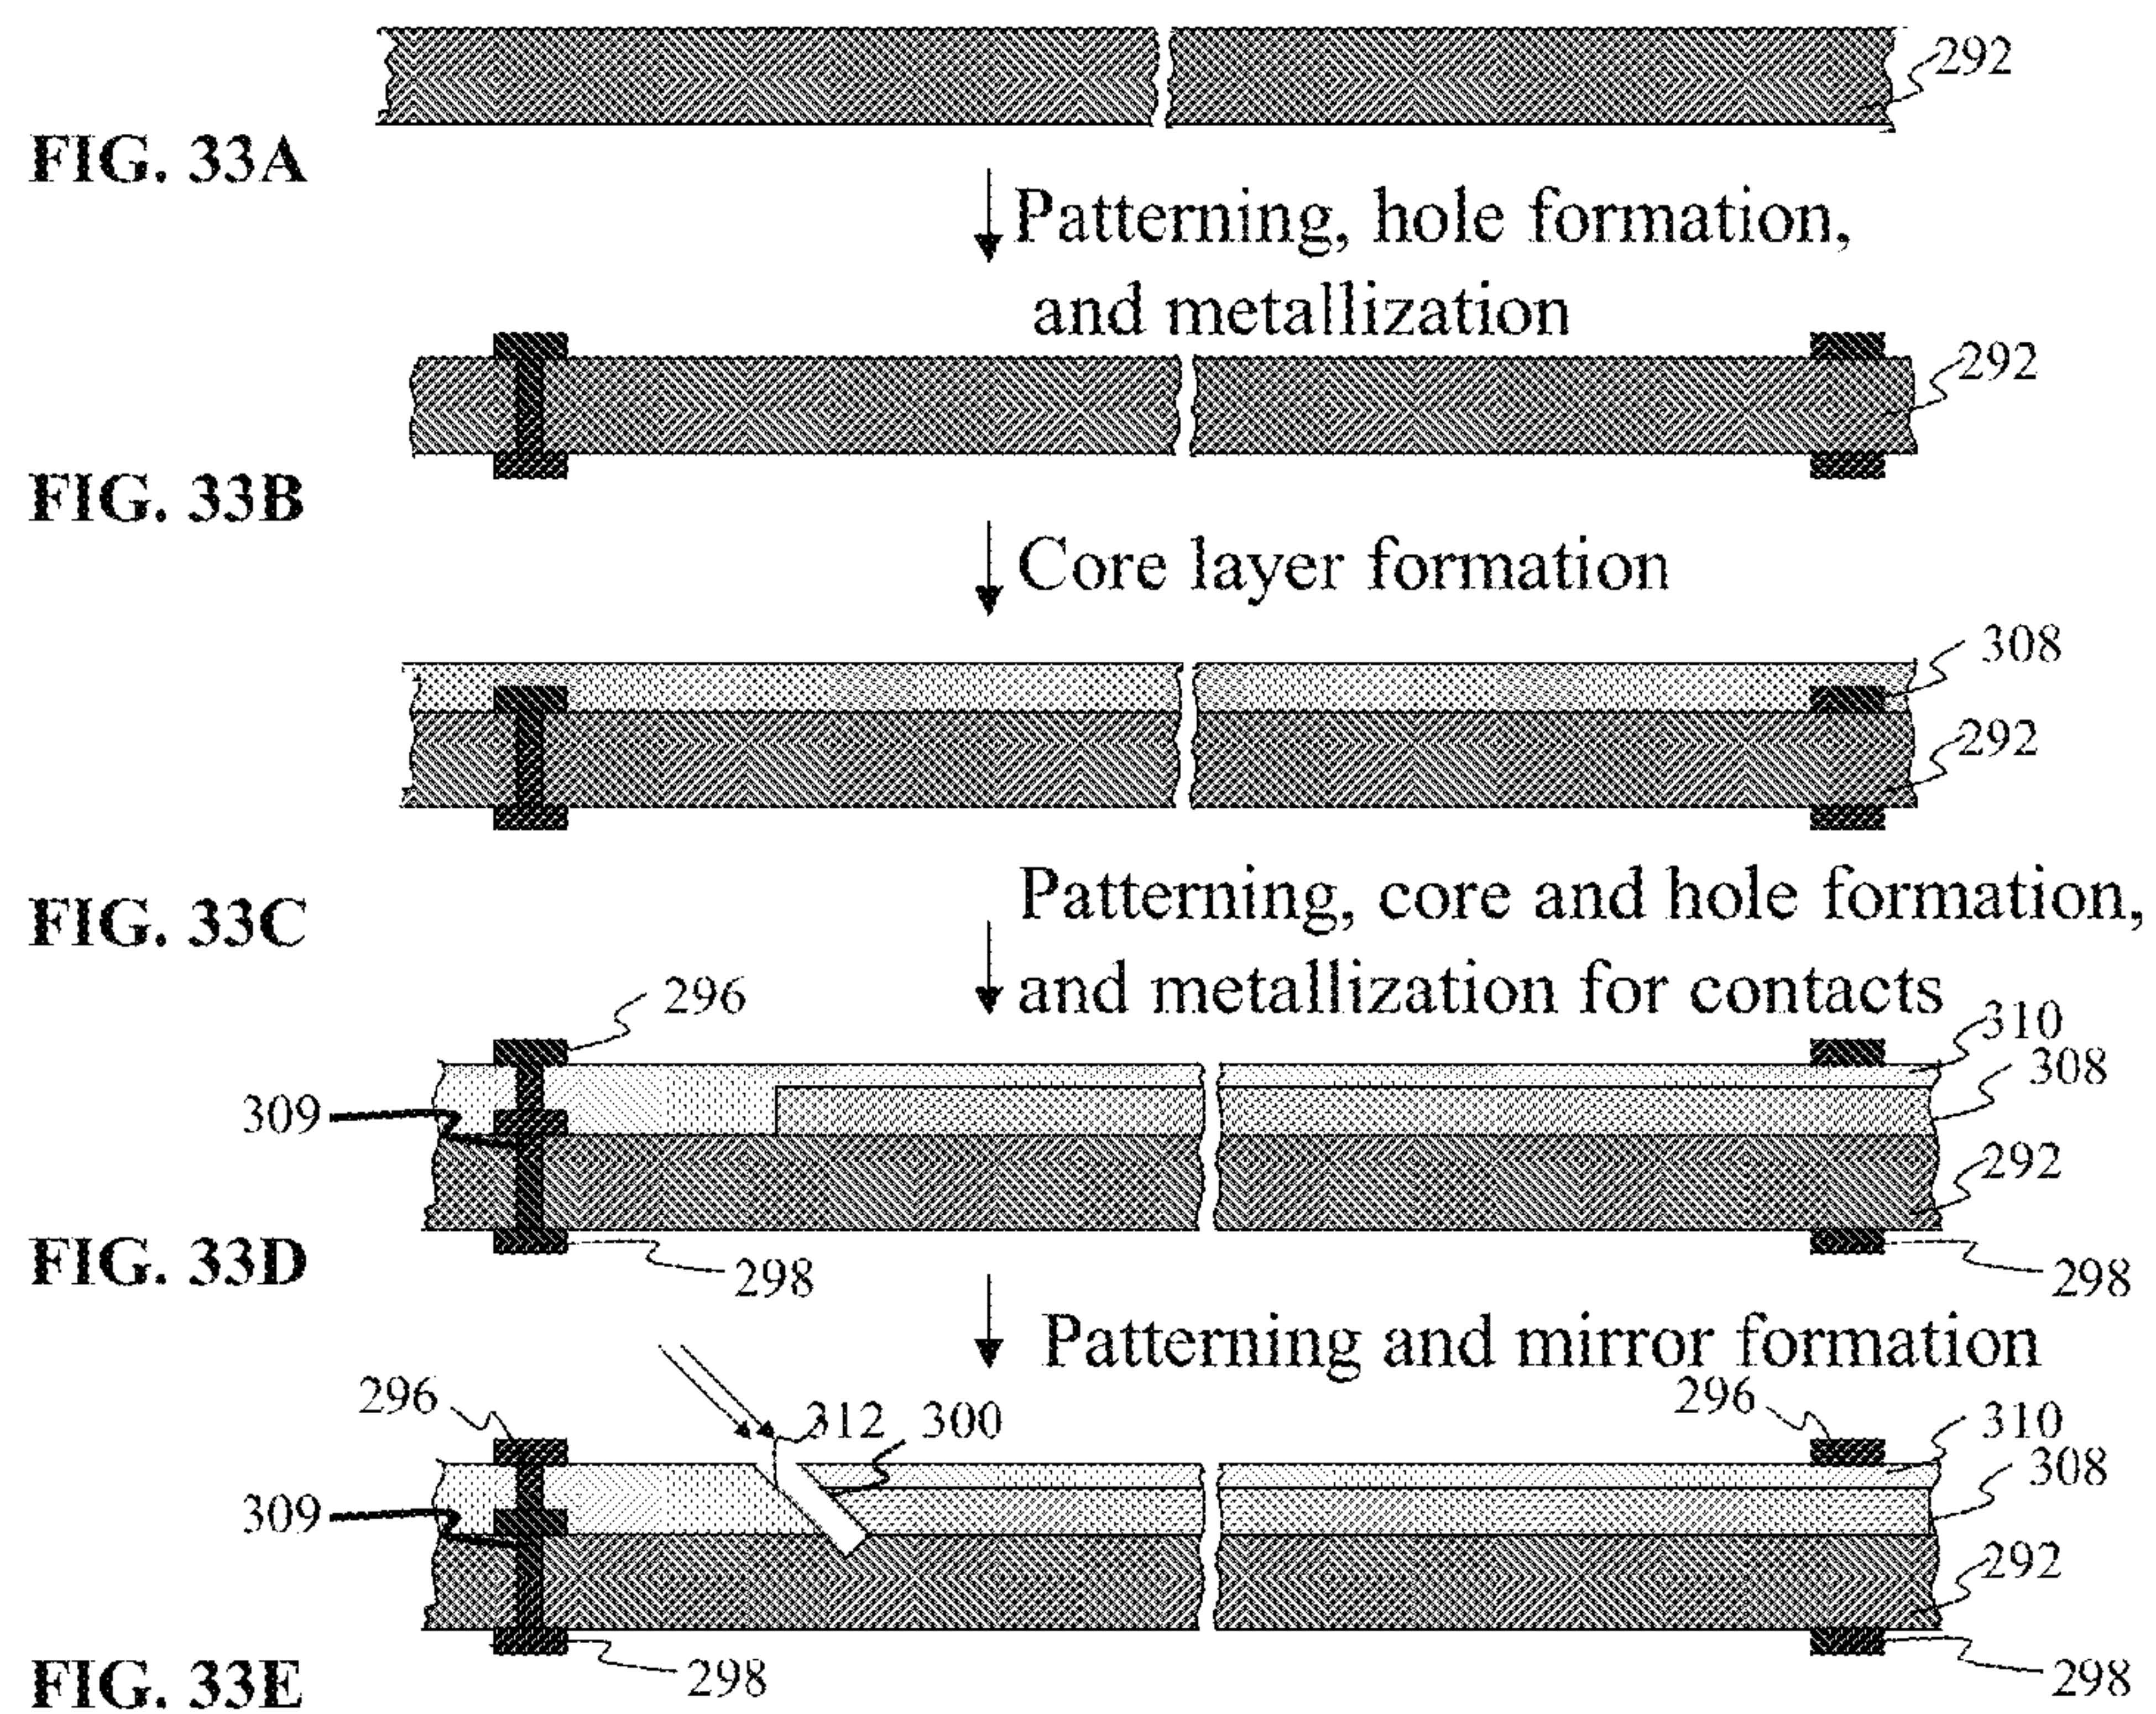 292
FIG. 33A
Patterning, hole formation,
and metallization
292
FIG. 33B
Core layer formation
308
292
FIG. 33C
Patterning, core and hole formation,
and metallization for contacts
296
310
308
309
292
FIG. 33D
298
298
Patterning and mirror formation
296
312
300
296
310
308
309
292
FIG. 33E
298
298